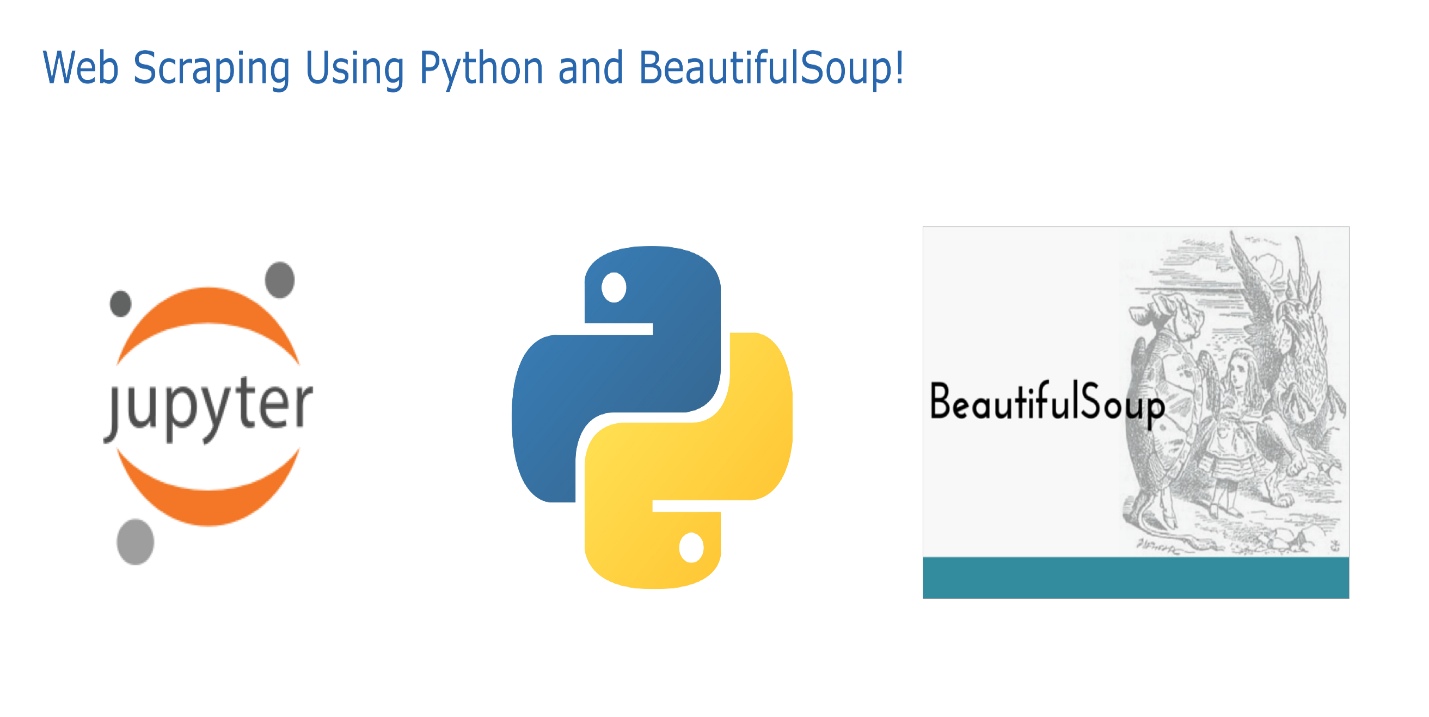 Web Scraping Using Python and BeautifulSoup!
jupyter
BeautifulSoup